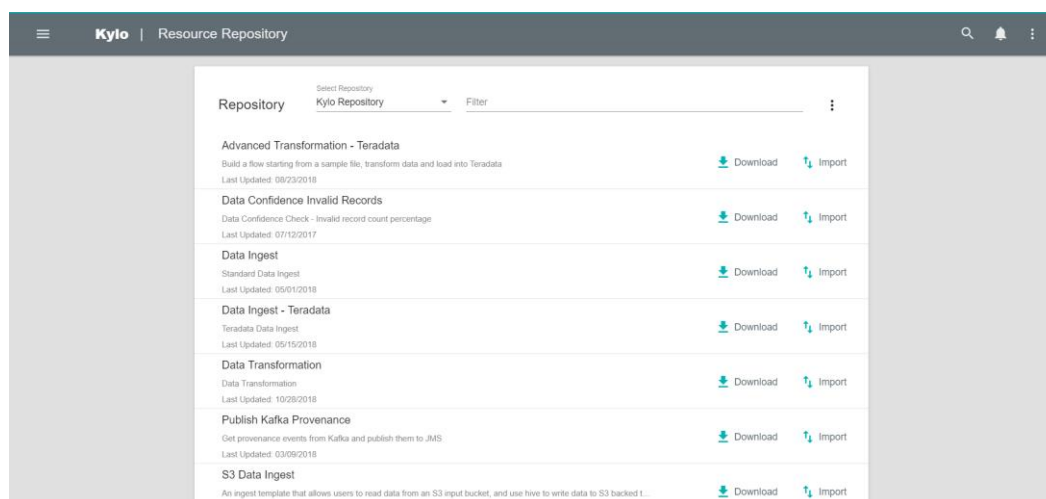 Kylo | Resource Repository
Select Repository
Repository Kylo Repository Filter
Advanced Transformation - Teradata
Build a flow starting from a sample file, transform data and load into Teradata
Download Import
Last Updated: 08/23/2018
Data Confidence Invalid Records
Data Confidence Check - Invalid record count percentage
Download Import
Last Updated: 07/12/2017
Data Ingest
Standard Data Ingest
Download Import
Last Updated: 05/01/2018
Data Ingest - Teradata
Teradata Data Ingest
Download Import
Last Updated: 05/15/2018
Data Transformation
Data Transformation
Download Import
Last Updated: 10/28/2018
Publish Kafka Provenance
Get provenance events from Kafka and publish them to JMS
Download Import
Last Updated: 03/09/2018
S3 Data Ingest
An ingest template that allows users to read data from an S3 input bucket, and use hive to write data to S3 backed t...
Download Import